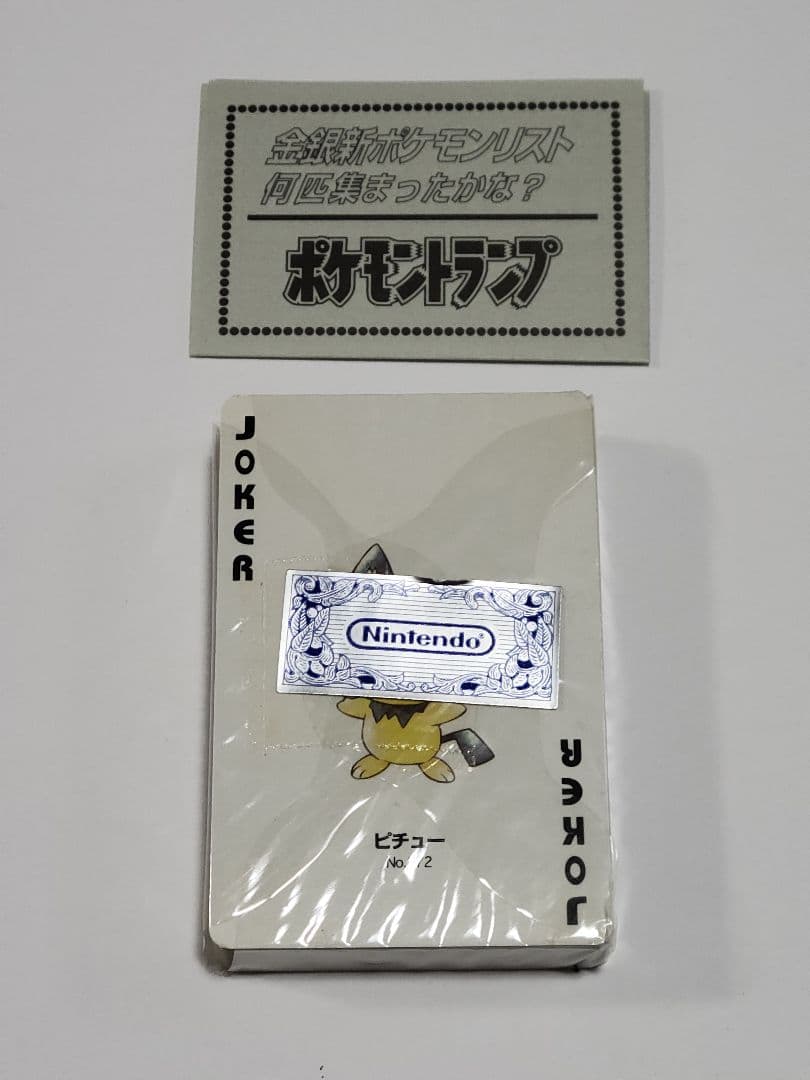 金銀新ポケモンリスト
何匹集まったかな？
ポケモントランプ
JOKER
Nintendo®
ピチュー
JOKER